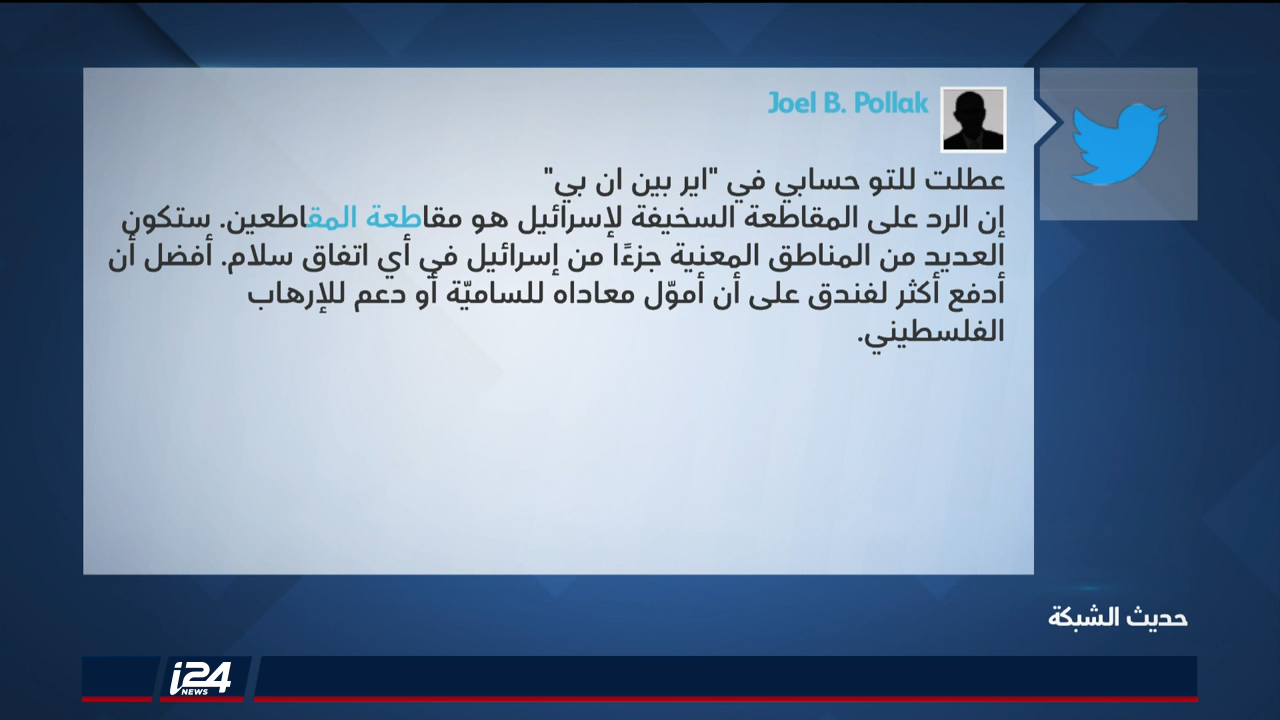 Joel B. Pollak
عطلت للتو حسابي في "اير بين ان بي"
إن الرد على المقاطعة السخيفة لإسرائيل هو مقاطعة المقاطعين. ستكون
العديد من المناطق المعنية جزءًا من إسرائيل في أي اتفاق سلام. أفضل أن
أدفع أكثر لفندق على أن أموّل معاداه للساميّة أو دعم للإرهاب
الفلسطيني.
حديث الشبكة
i24
NEWS